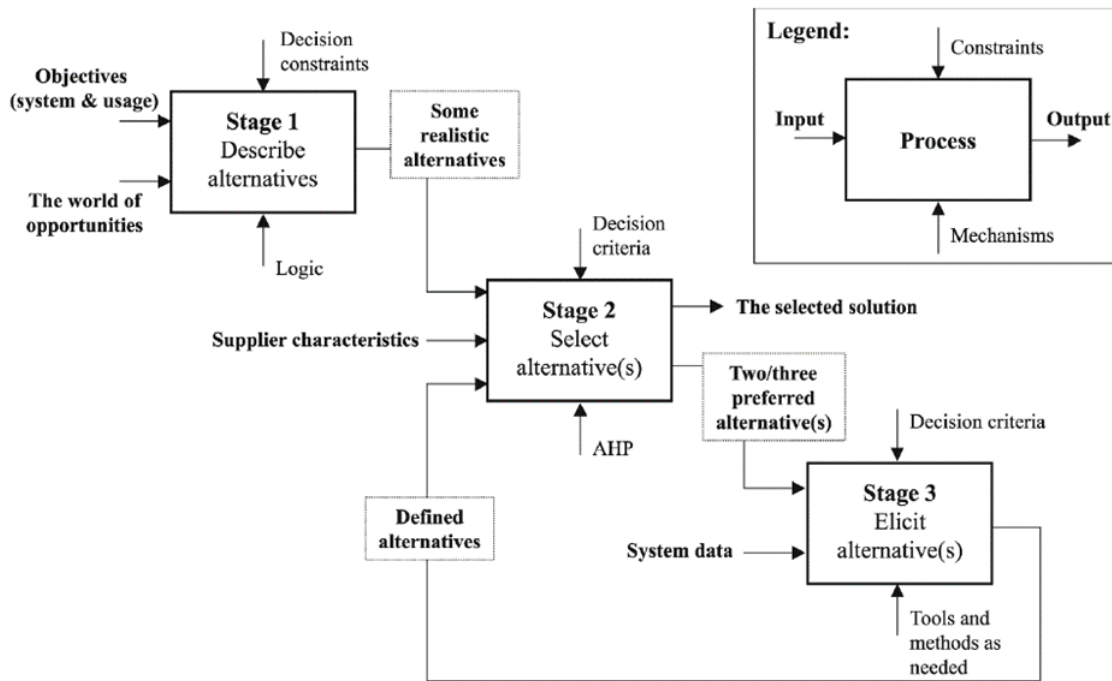 Decision
constraints
Objectives
(system & usage)
Stage 1
Describe
alternatives
The world of
opportunities
Logic
Some
realistic
alternatives
Legend:
Constraints
Input
Process
Output
Mechanisms
Decision
criteria
Stage 2
Select
alternative(s)
Supplier characteristics
The selected solution
AHP
Two/three
preferred
alternative(s)
Decision criteria
Stage 3
Elicit
alternative(s)
Defined
alternatives
System data
Tools and
methods as
needed